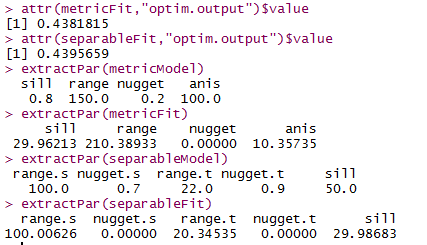 > attr(metricFit,"optim.output")$value
[1] 0.4381815
> attr(separableFit,"optim.output")$value
[1] 0.4395659
> extractPar(metricModel)
sill range nugget anis
0.8 150.0 0.2 100.0
> extractPar(metricFit)
sill range nugget anis
29.96213 210.38933 0.00000 10.35735
> extractPar(separableModel)
range.s nugget.s range.t nugget.t sill
100.0 0.7 22.0 0.9 50.0
> extractPar(separableFit)
range.s nugget.s range.t nugget.t sill
100.00626 0.00000 20.34535 0.00000 29.98683